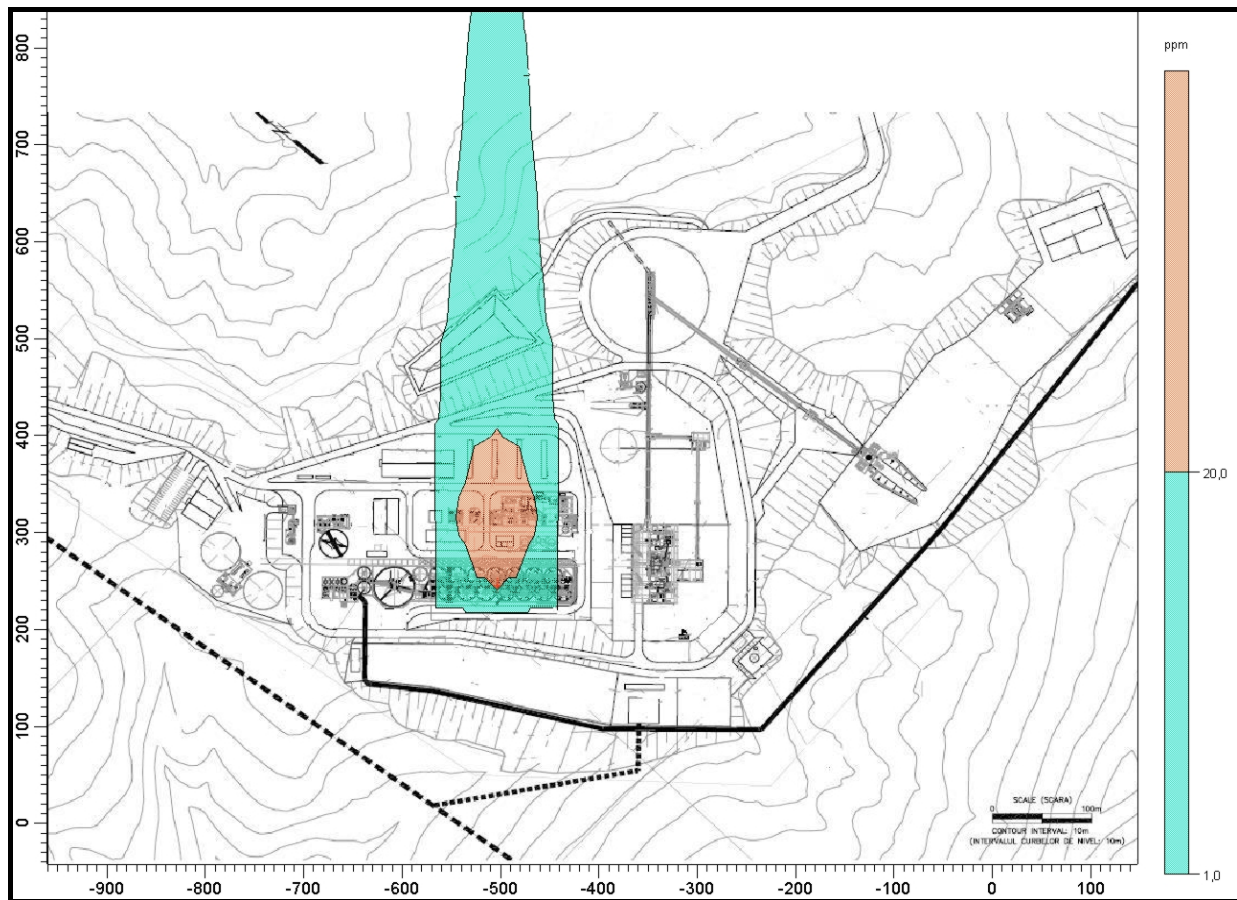 ppm
800
700
600
500
400
300
200
100
0
20,0
1,0
SCALE (SCARA)
0 100m
CONTOUR INTERVAL: 10m
(INTERVALUL CURBELOR DE NIVEL: 10m)
-900 -800 -700 -600 -500 -400 -300 -200 -100 0 100